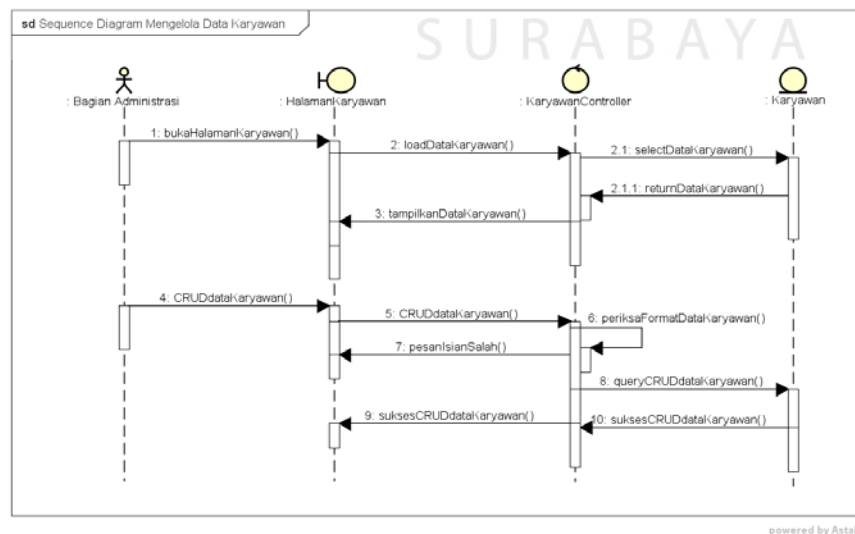 sd Sequence Diagram Mengelola Data Karyawan
SURABAYA
: Bagian Administrasi
: HalamanKaryawan
: KaryawanController
: Karyawan
1: bukaHalamanKaryawan()
2: loadDataKaryawan()
2.1: selectDataKaryawan()
2.1.1: returnDataKaryawan()
3: tampilkanDataKaryawan()
4: CRUDdataKaryawan()
5: CRUDdataKaryawan()
6: periksaFormatDataKaryawan()
7: pesanIsianSalah()
8: queryCRUDdataKaryawan()
9: suksesCRUDdataKaryawan()
10: suksesCRUDdataKaryawan()
powered by Asta